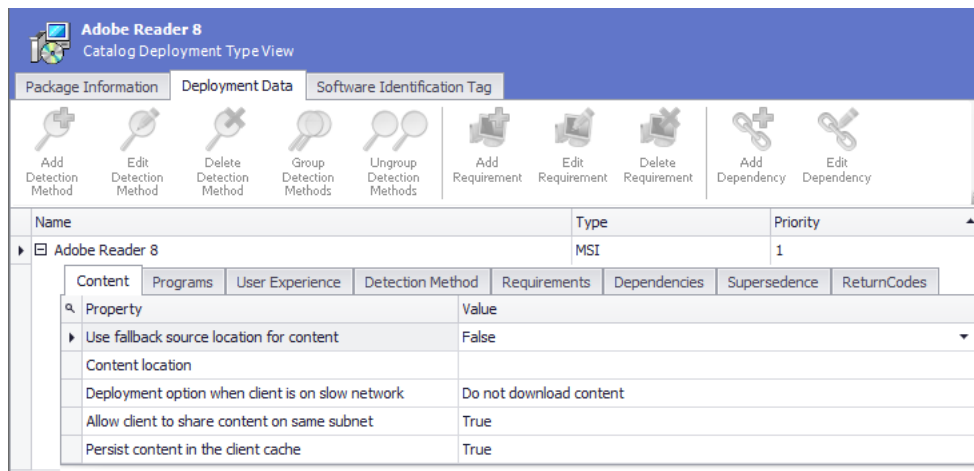 Adobe Reader 8
Catalog Deployment Type View
Package Information Deployment Data Software Identification Tag
Add Detection Method
Edit Detection Method
Delete Detection Method
Group Detection Methods
Ungroup Detection Methods
Add Requirement
Edit Requirement
Delete Requirement
Add Dependency
Edit Dependency
Name Type Priority
Adobe Reader 8 MSI 1
Content Programs User Experience Detection Method Requirements Dependencies Supersedence ReturnCodes
Property Value
Use fallback source location for content False
Content location
Deployment option when client is on slow network Do not download content
Allow client to share content on same subnet True
Persist content in the client cache True